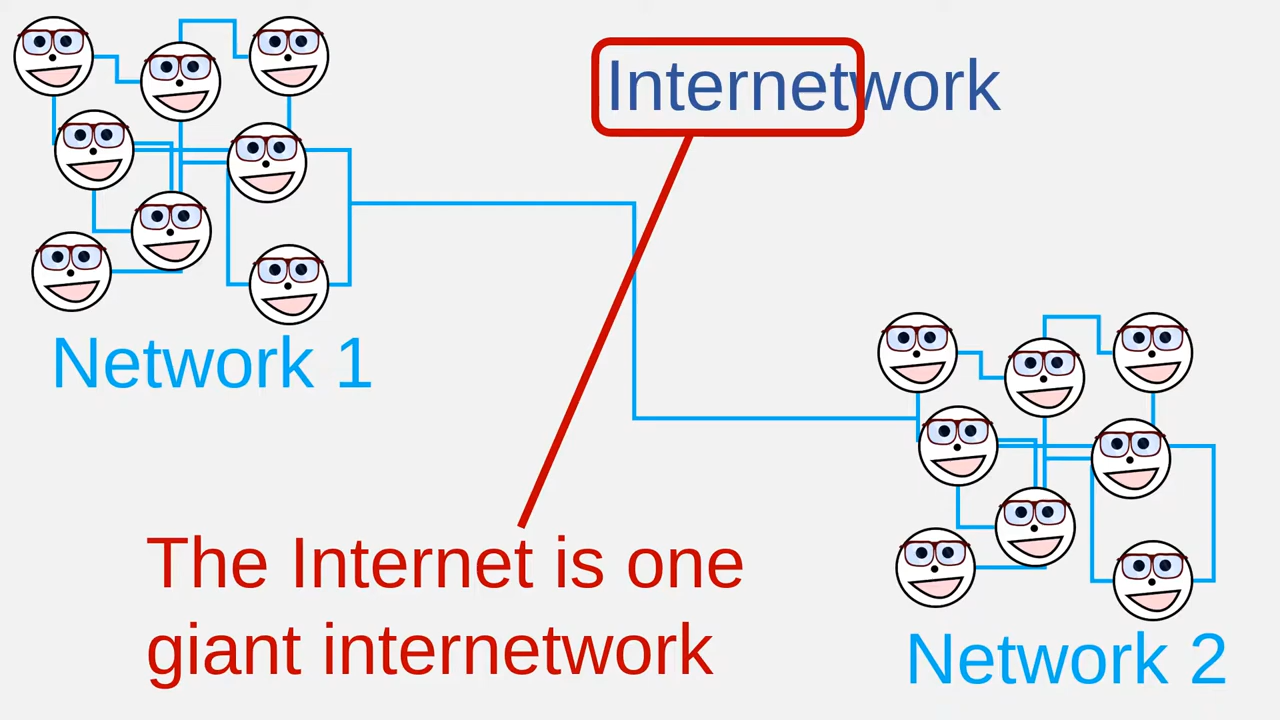 Internetwork
Network 1
The Internet is one
giant internetwork
Network 2